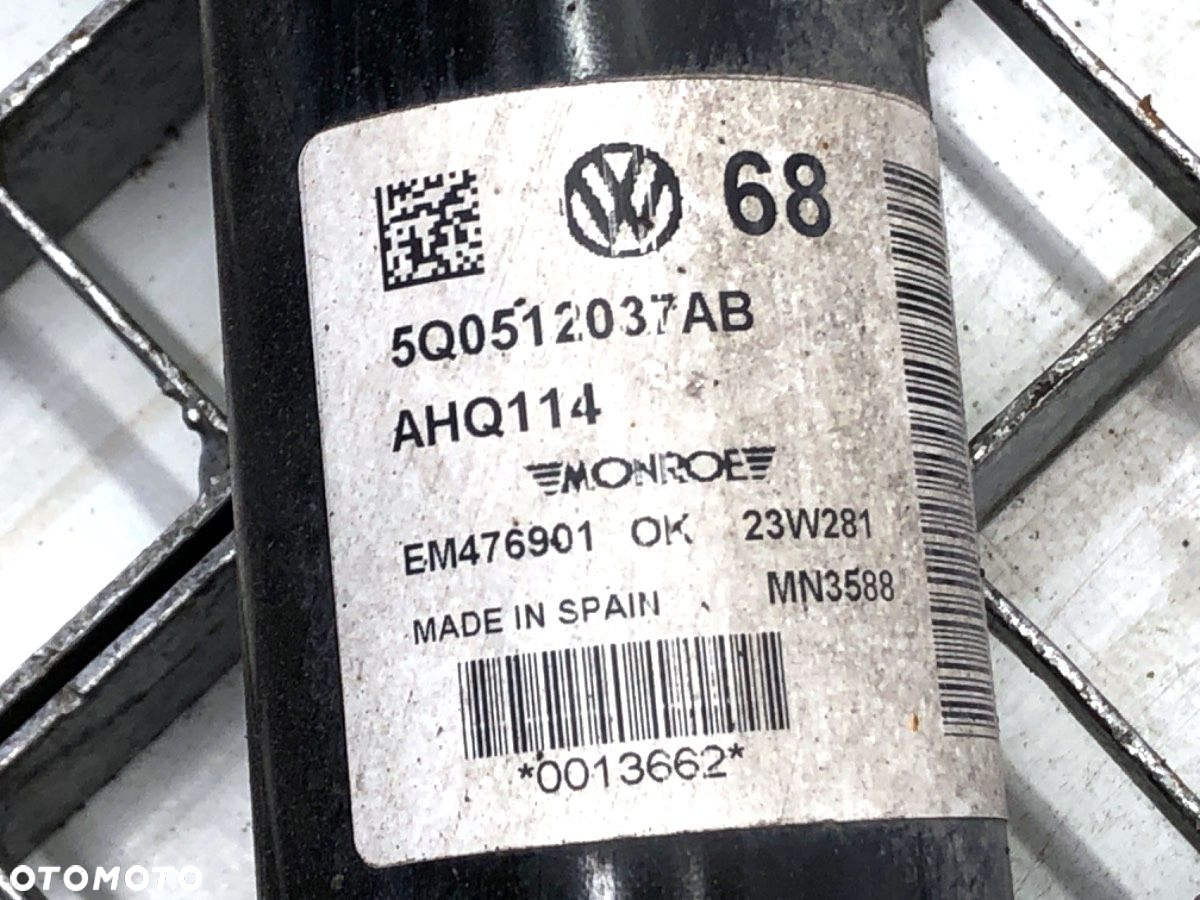 68
5Q0512037AB
AHQ114
MONROE
EM476901 OK 23W281
MADE IN SPAIN MN3588
*0013662*
OTOMOTO